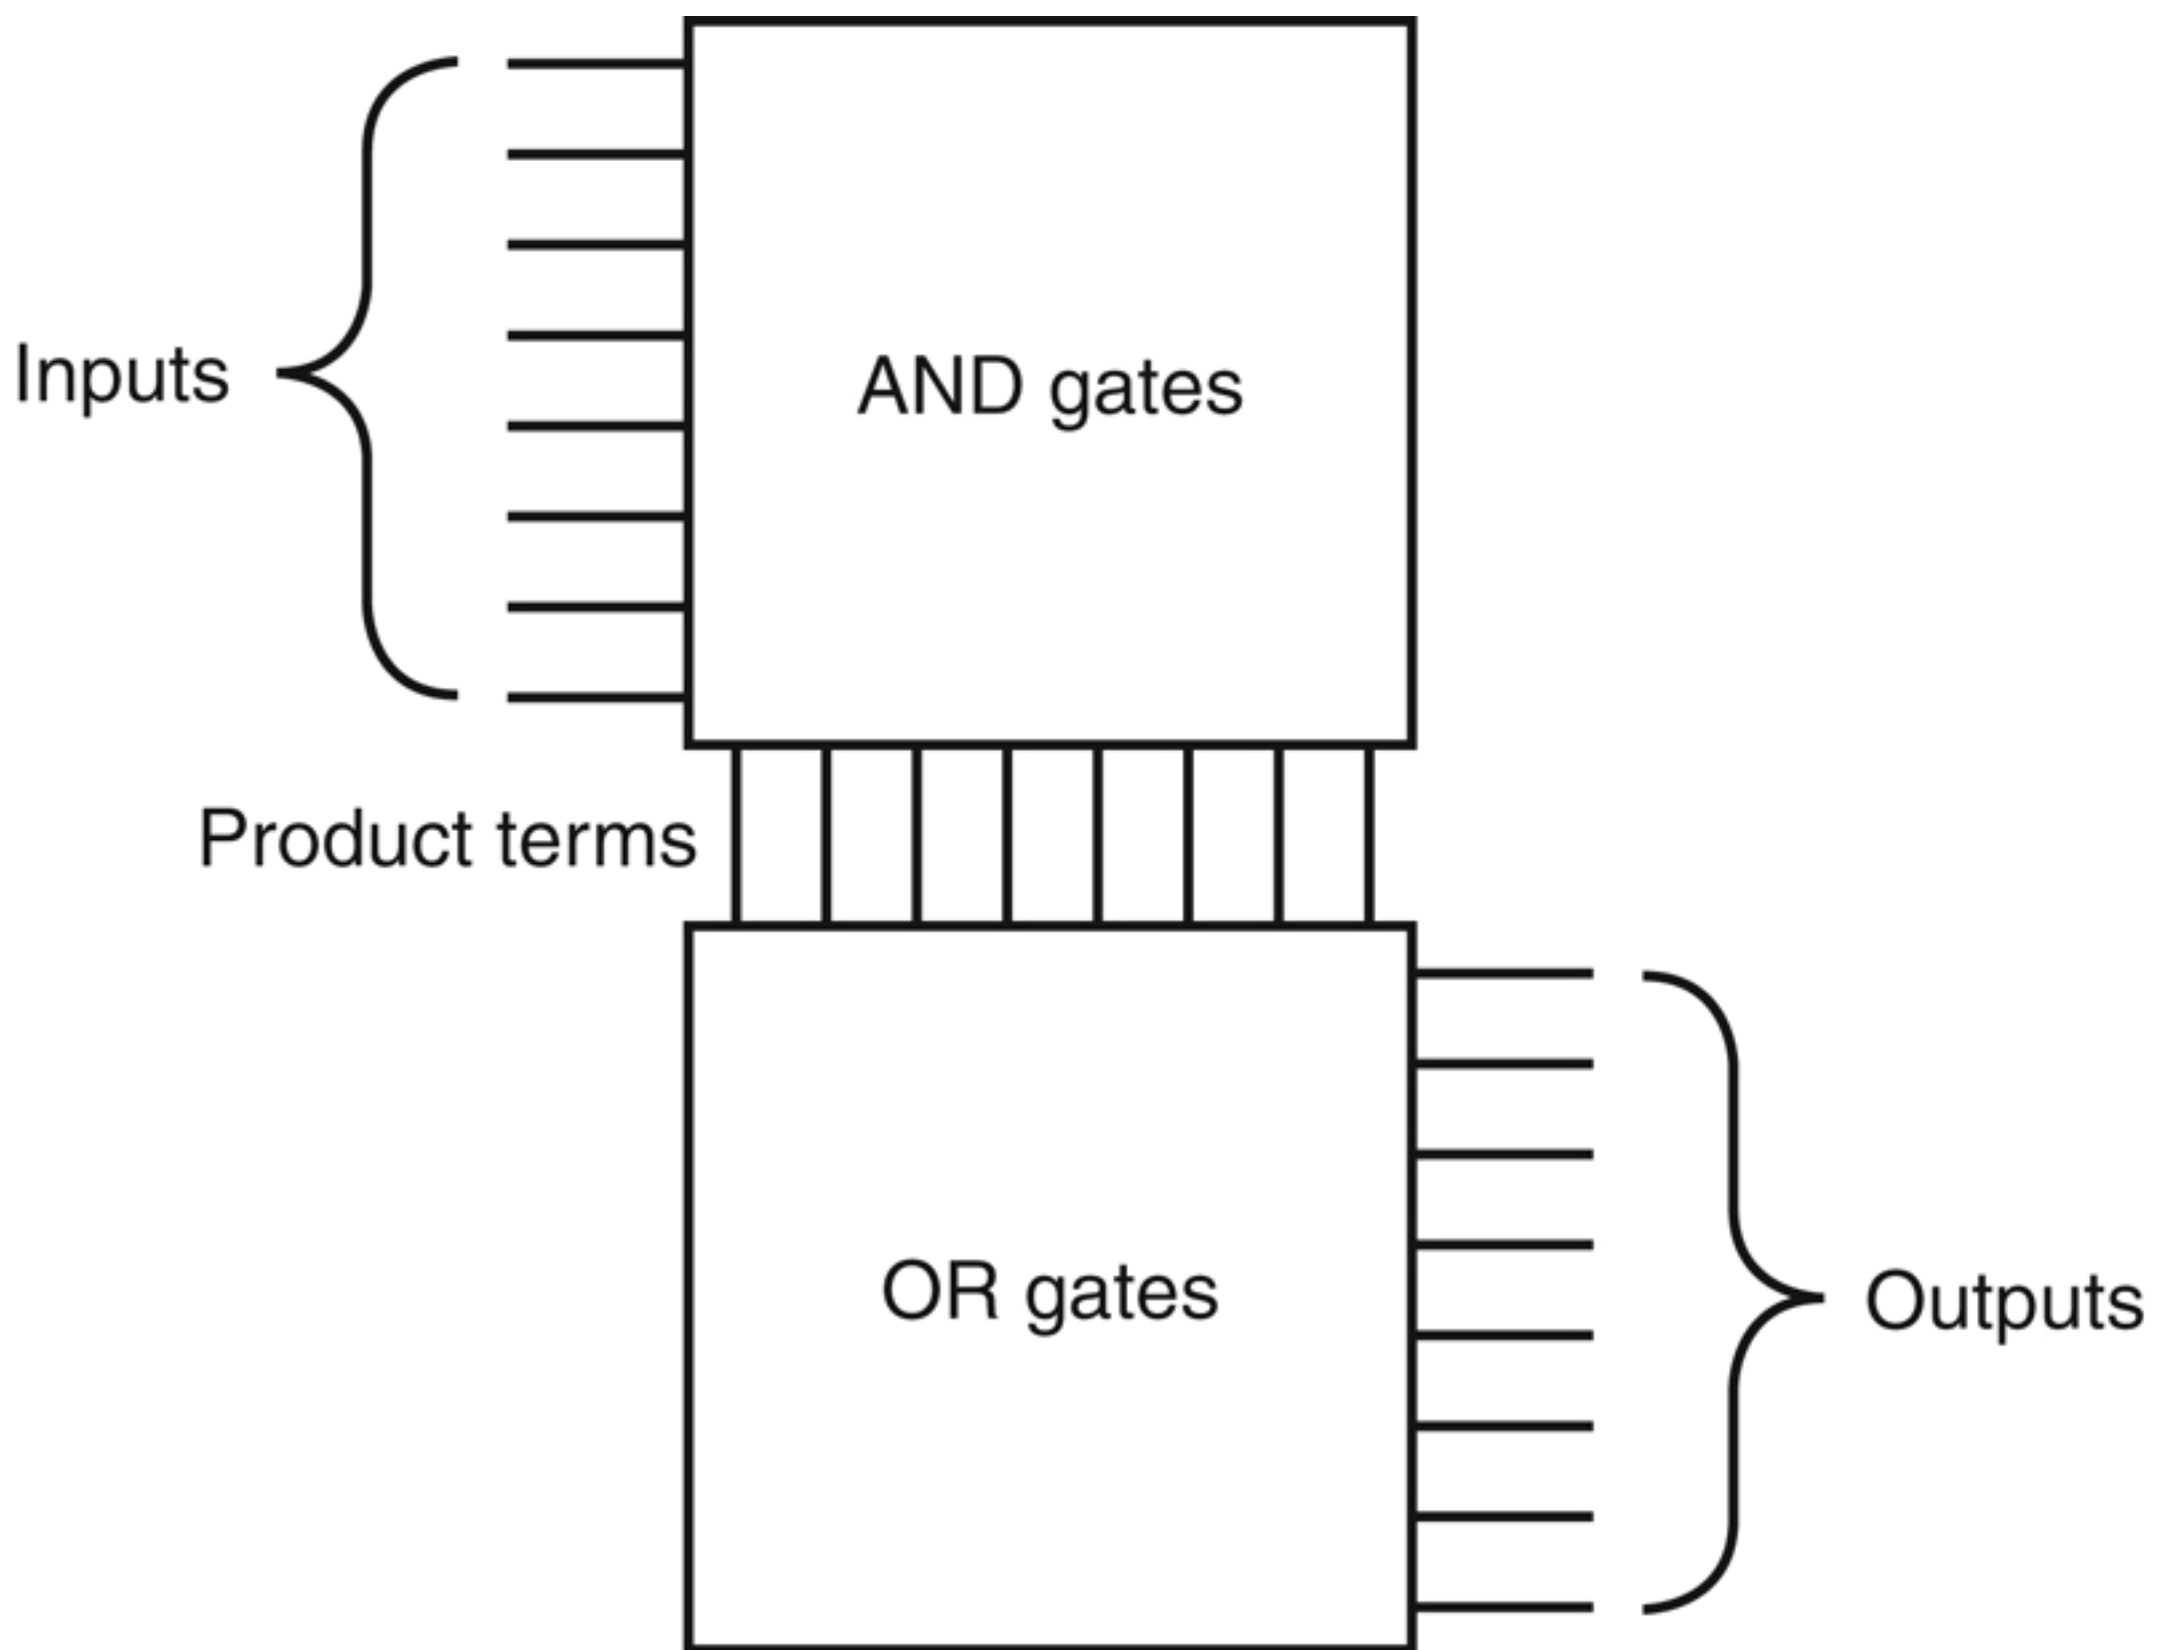 Inputs
AND gates
Product terms
OR gates
Outputs